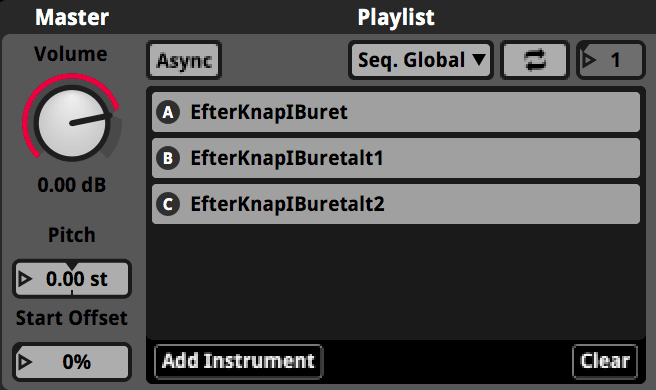 Master
Playlist
Volume
0.00 dB
Pitch
0.00 st
Start Offset
0%
Async
Seq. Global
1
A EfterKnapIBuret
B EfterKnapIBuretalt1
C EfterKnapIBuretalt2
Add Instrument
Clear